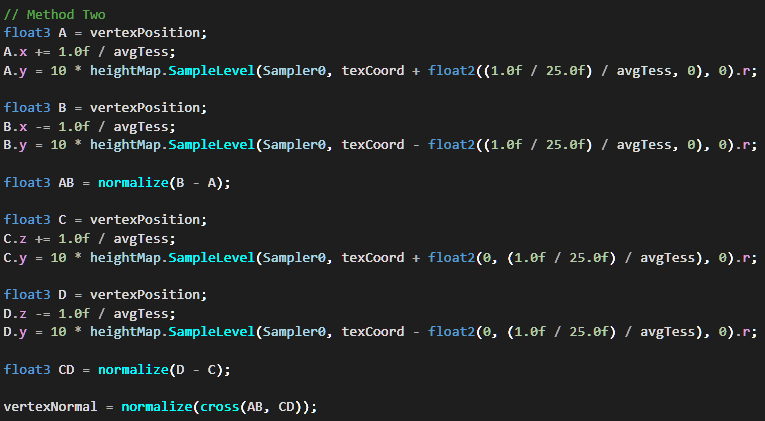 // Method Two
float3 A = vertexPosition;
A.x += 1.0f / avgTess;
A.y = 10 * heightMap.SampleLevel(Sampler0, texCoord + float2((1.0f / 25.0f) / avgTess, 0), 0).r;
float3 B = vertexPosition;
B.x -= 1.0f / avgTess;
B.y = 10 * heightMap.SampleLevel(Sampler0, texCoord - float2((1.0f / 25.0f) / avgTess, 0), 0).r;
float3 AB = normalize(B - A);
float3 C = vertexPosition;
C.z += 1.0f / avgTess;
C.y = 10 * heightMap.SampleLevel(Sampler0, texCoord + float2(0, (1.0f / 25.0f) / avgTess), 0).r;
float3 D = vertexPosition;
D.z -= 1.0f / avgTess;
D.y = 10 * heightMap.SampleLevel(Sampler0, texCoord - float2(0, (1.0f / 25.0f) / avgTess), 0).r;
float3 CD = normalize(D - C);
vertexNormal = normalize(cross(AB, CD));